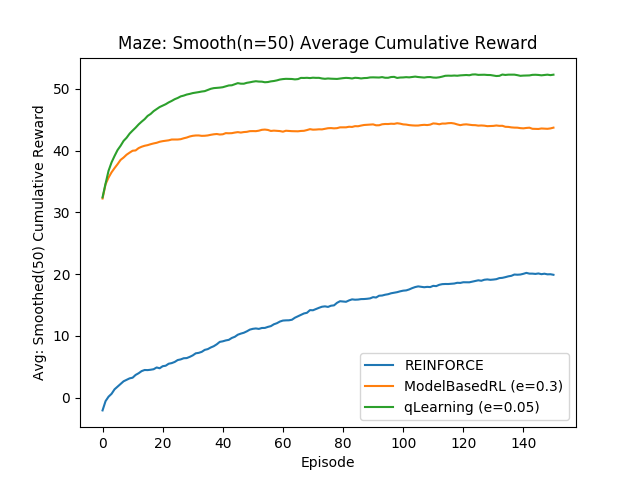 Maze: Smooth(n=50) Average Cumulative Reward
Avg: Smoothed(50) Cumulative Reward
50
40
30
20
10
0
0 20 40 60 80 100 120 140
Episode
REINFORCE
ModelBasedRL (e=0.3)
qLearning (e=0.05)